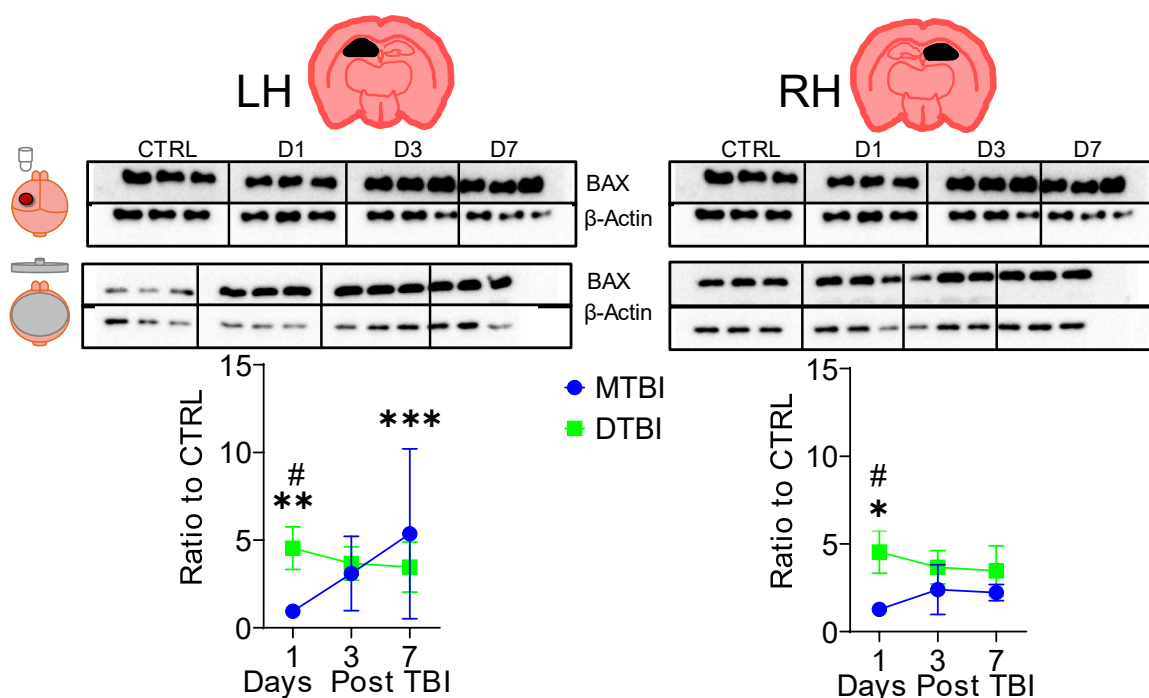 LH
RH
CTRL D1 D3 D7
CTRL D1 D3 D7
BAX
β-Actin
BAX
β-Actin
BAX
β-Actin
BAX
β-Actin
15
10
5
0
Ratio to CTRL
#
**
***
1 3 7
Days Post TBI
MTBI
DTBI
15
10
5
0
Ratio to CTRL
#
*
1 3 7
Days Post TBI